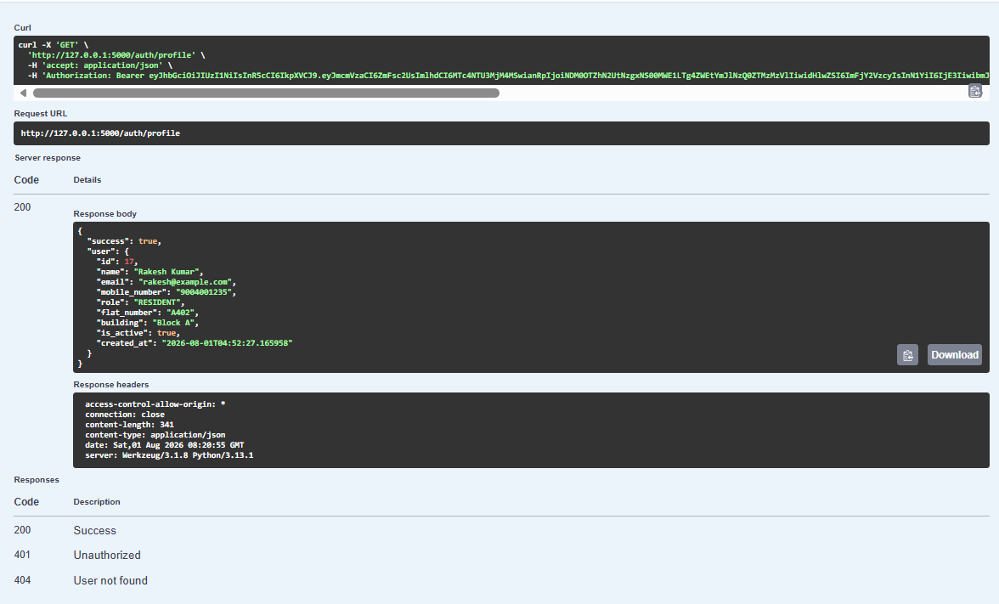 Curl
curl -X 'GET' \
'http://127.0.0.1:5000/auth/profile' \
-H 'accept: application/json' \
-H 'Authorization: Bearer
Request URL
http://127.0.0.1:5000/auth/profile
Server response
Code Details
200
Response body
{
"success": true,
"user": {
"id": 17,
"name": "Rakesh Kumar",
"email": "rakesh@example.com",
"mobile_number": "9004001235",
"role": "RESIDENT",
"flat_number": "A402",
"building": "Block A",
"is_active": true,
"created_at": "2026-08-01T04:52:27.165958"
}
}
Download
Response headers
access-control-allow-origin: *
connection: close
content-length: 341
content-type: application/json
date: Sat,01 Aug 2026 08:20:55 GMT
server: Werkzeug/3.1.8 Python/3.13.1
Responses
Code Description
200 Success
401 Unauthorized
404 User not found